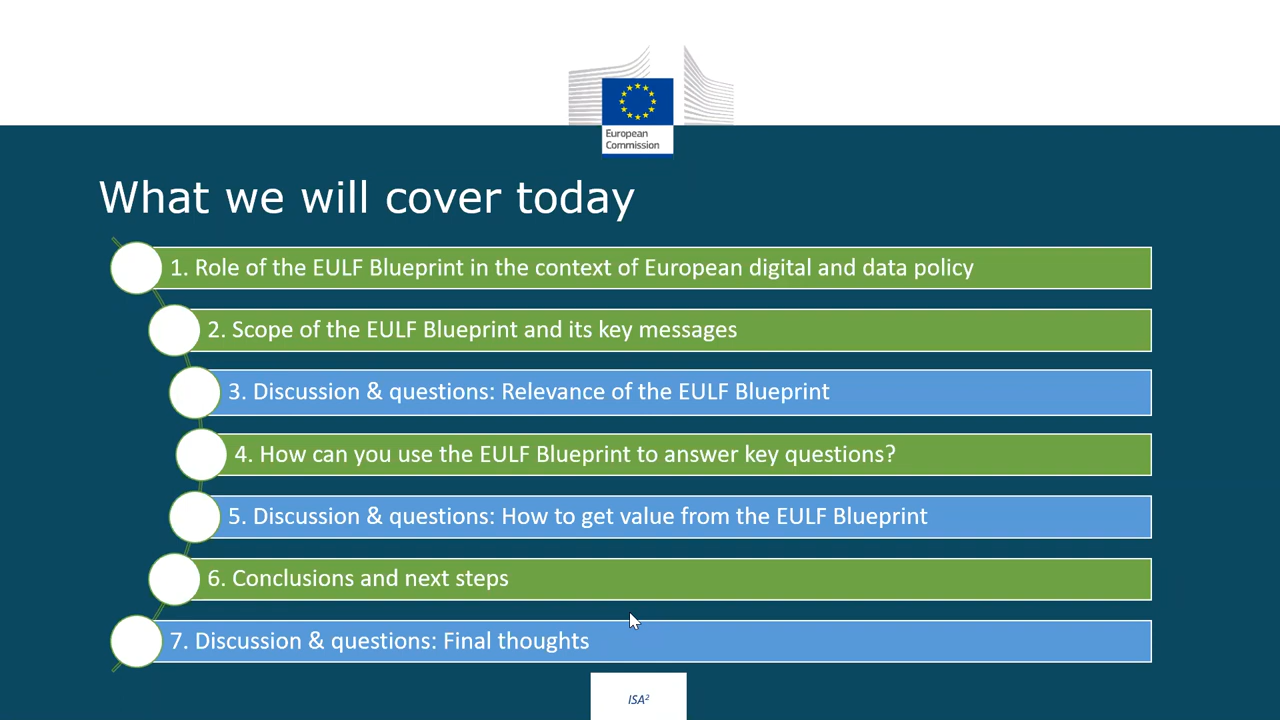 European
Commission
What we will cover today
1. Role of the EULF Blueprint in the context of European digital and data policy
2. Scope of the EULF Blueprint and its key messages
3. Discussion & questions: Relevance of the EULF Blueprint
4. How can you use the EULF Blueprint to answer key questions?
5. Discussion & questions: How to get value from the EULF Blueprint
6. Conclusions and next steps
7. Discussion & questions: Final thoughts
ISA²